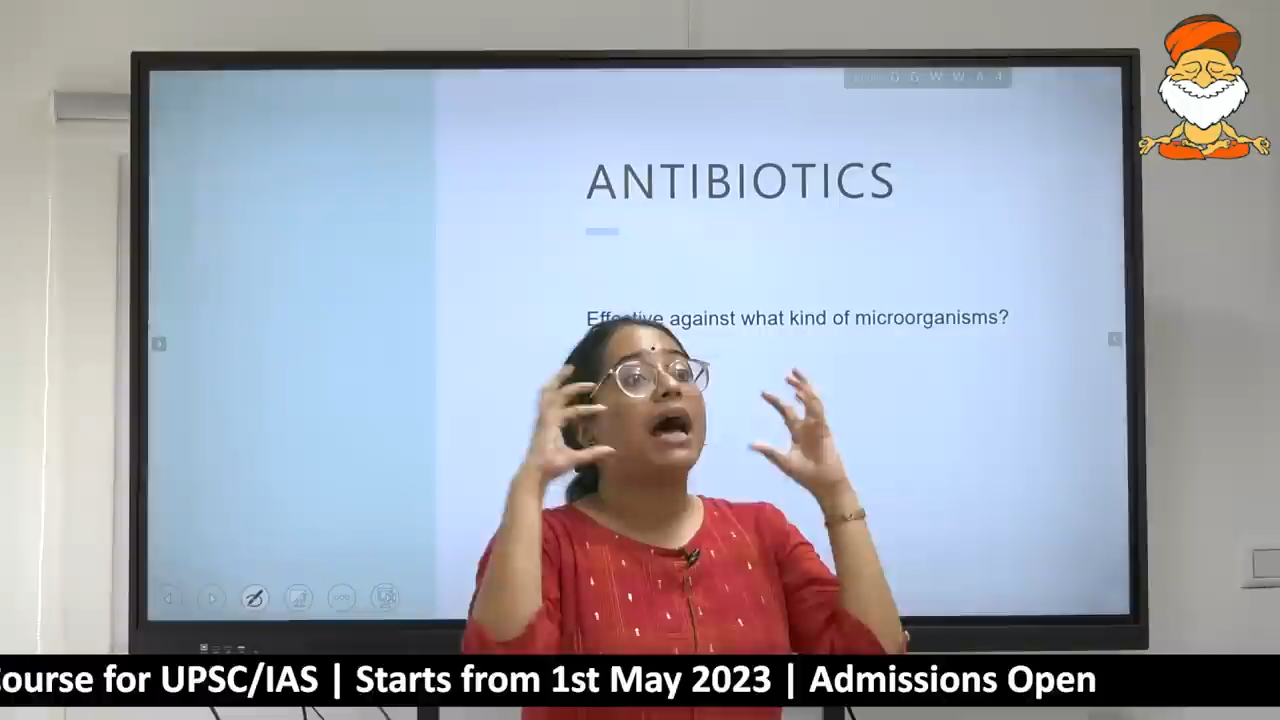 ANTIBIOTICS
Effective against what kind of microorganisms?
ourse for UPSC/IAS | Starts from 1st May 2023 | Admissions Open